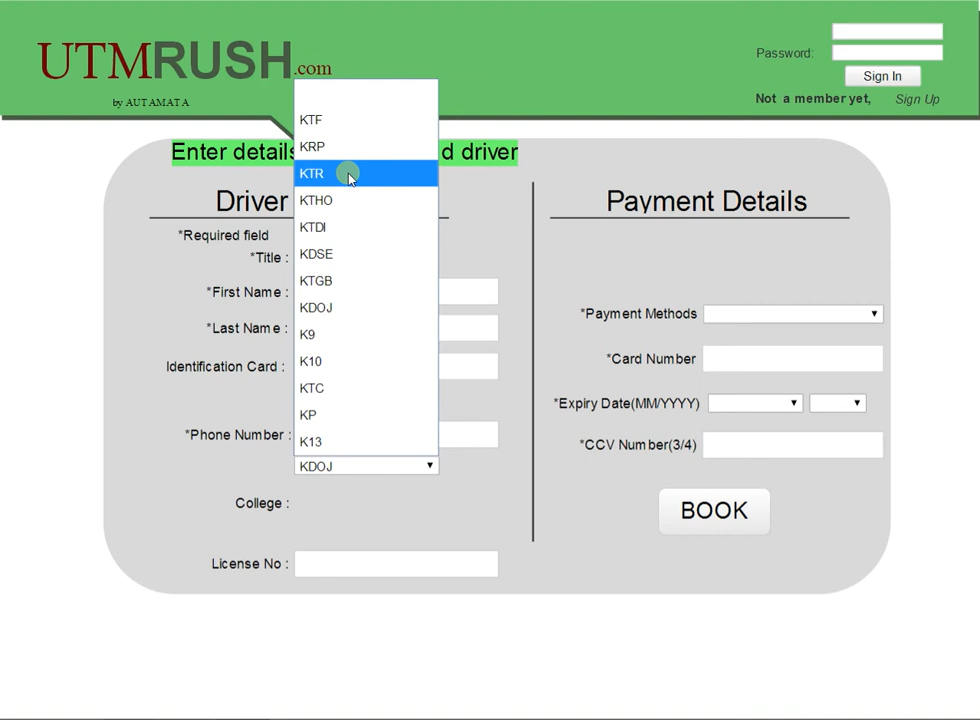 UTMRUSH.com
by AUTAMATA
Password:
Sign In
Not a member yet, Sign Up
Enter details d driver
Driver
*Required field
*Title :
*First Name :
*Last Name :
Identification Card :
*Phone Number :
KTF
KRP
KTR
KTHO
KTDI
KDSE
KTGB
KDOJ
K9
K10
KTC
KP
K13
KDOJ
College :
License No :
Payment Details
*Payment Methods
*Card Number
*Expiry Date(MM/YYYY)
*CCV Number(3/4)
BOOK